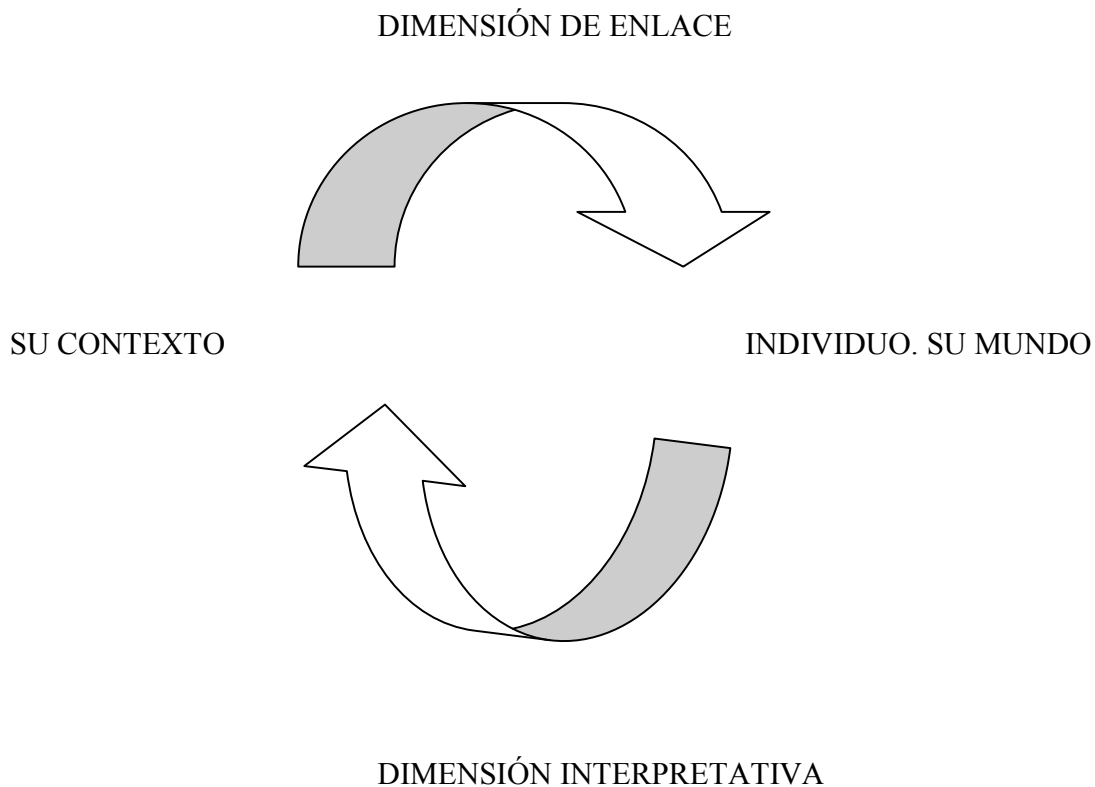 DIMENSIÓN DE ENLACE
SU CONTEXTO
INDIVIDUO. SU MUNDO
DIMENSIÓN INTERPRETATIVA